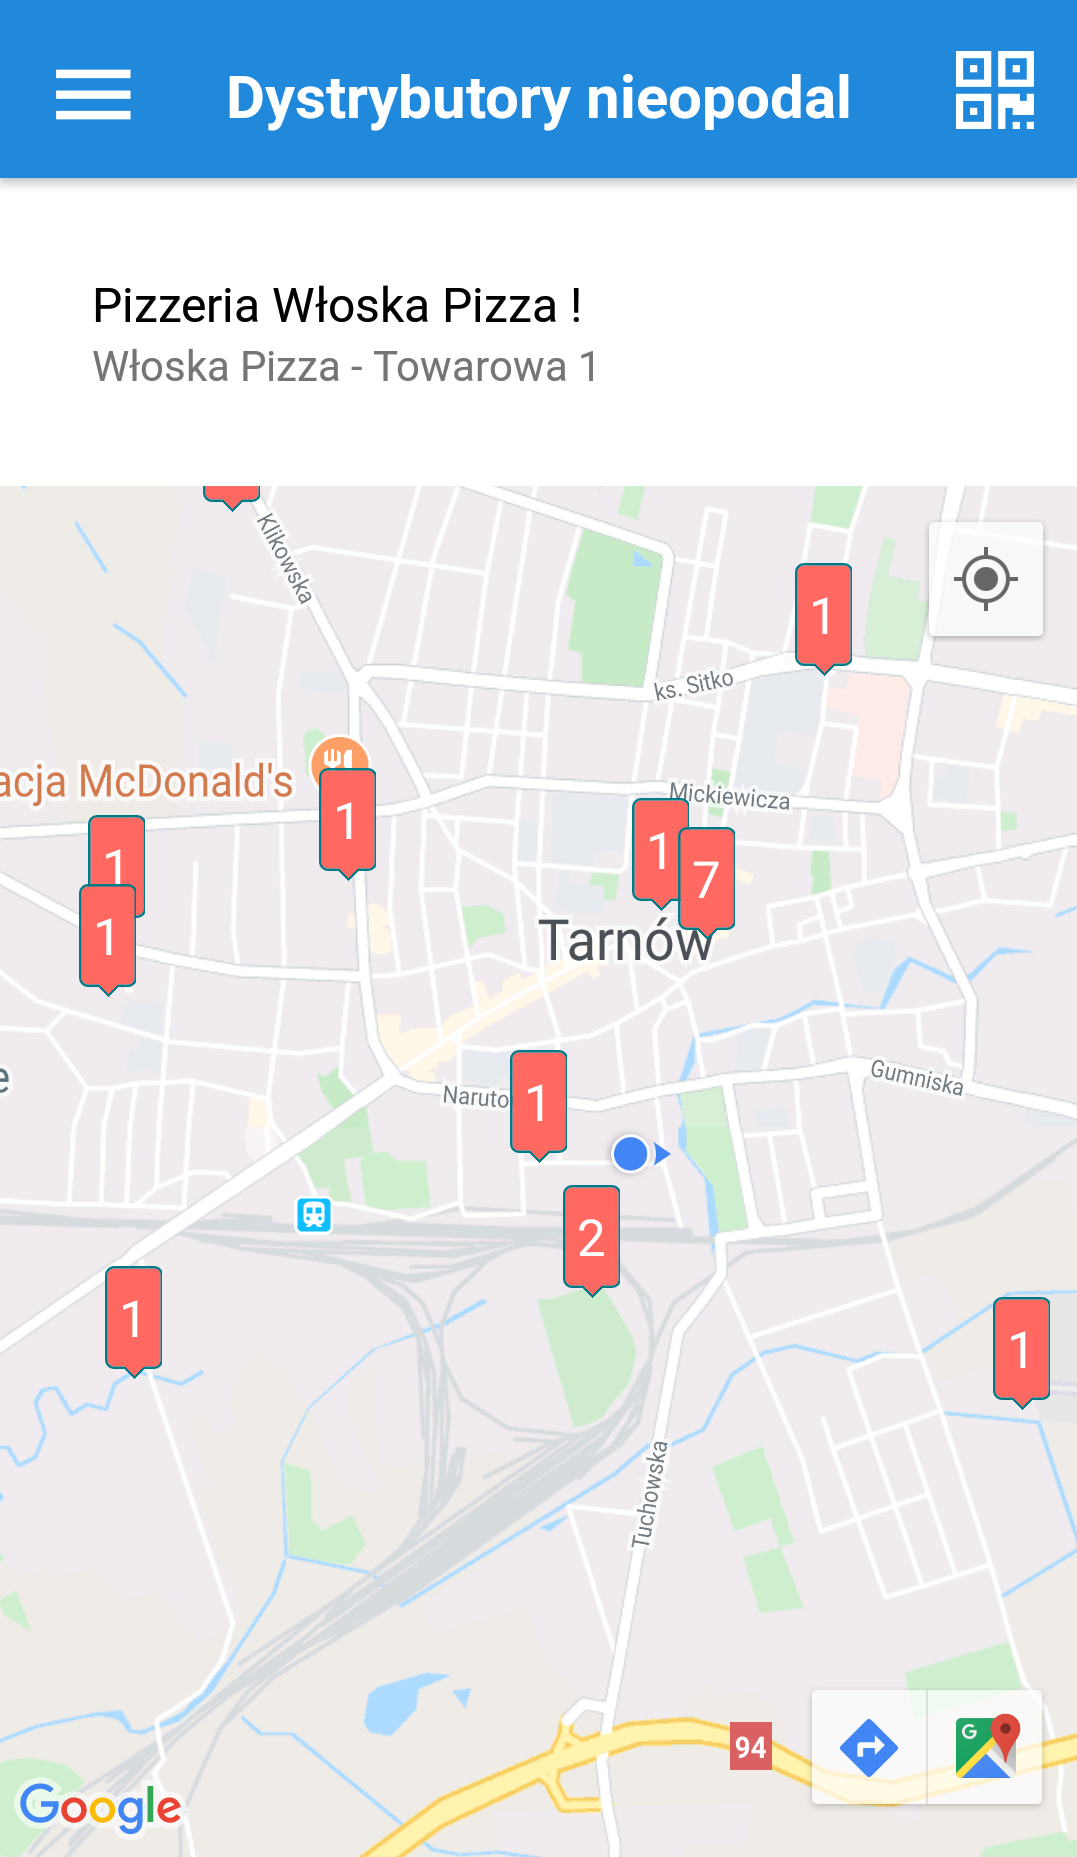 Dystrybutory nieopodal
Pizzeria Włoska Pizza !
Włoska Pizza - Towarowa 1
Klikowska
1
ks. Sitko
acja McDonald's
1
Mickiewicza
1
1
7
1
Tarnów
e
Naruto
1
Gumniska
2
1
1
Tuchowska
94
G
Google